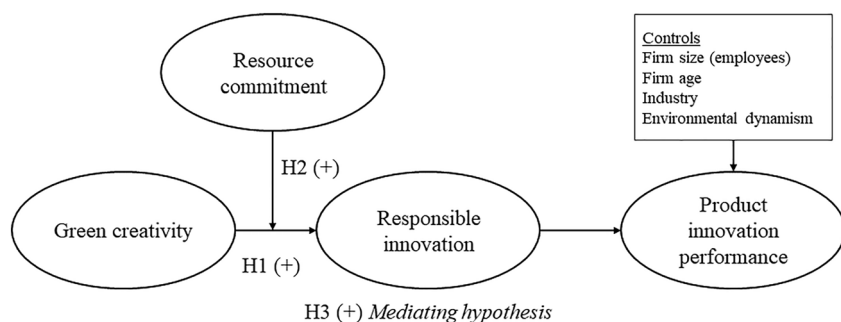 Resource
commitment
Controls
Firm size (employees)
Firm age
Industry
Environmental dynamism
H2 (+)
Green creativity
H1 (+)
Responsible
innovation
Product
innovation
performance
H3 (+) Mediating hypothesis